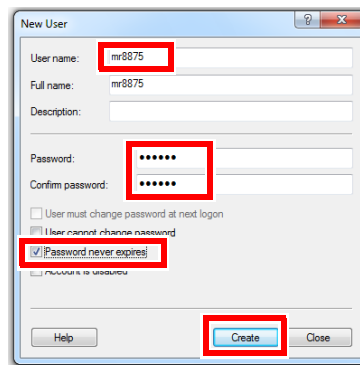 New User
User name: mr8875
Full name: mr8875
Description:
Password: ••••••
Confirm password: ••••••
User must change password at next logon
User cannot change password
Password never expires
Account is disabled
Help Create Close